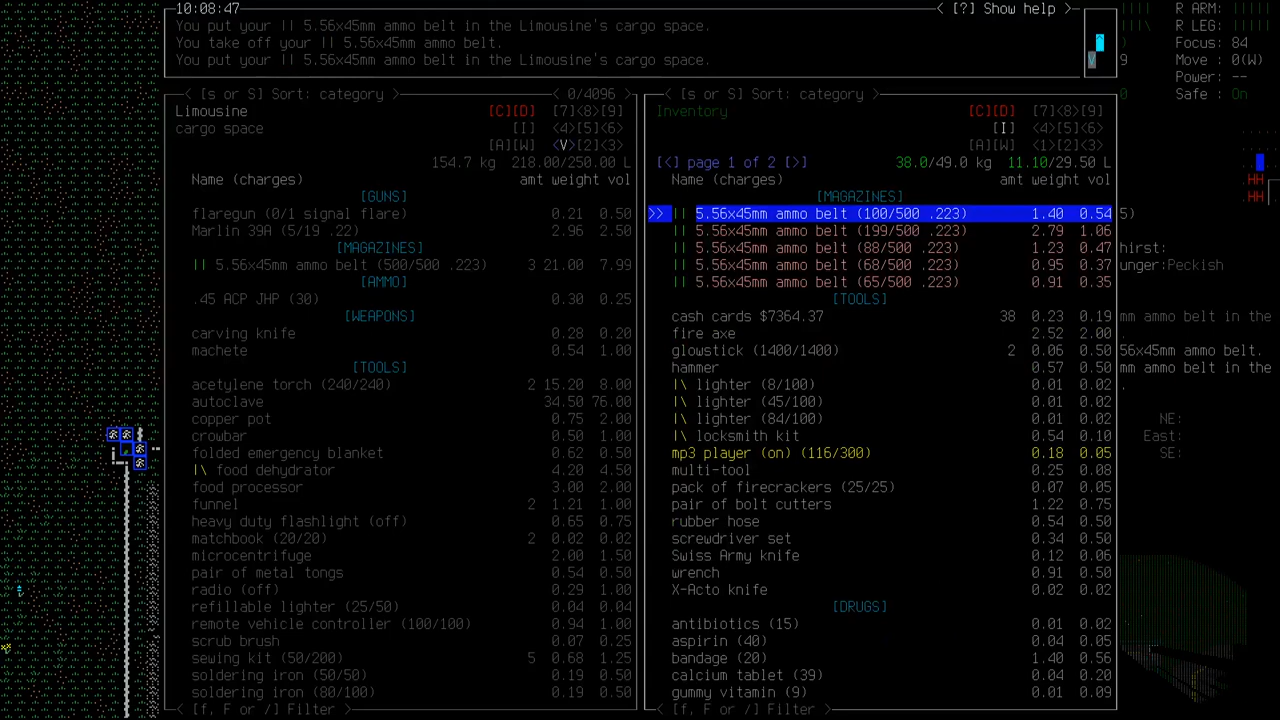 10:08:47 < [?] Show help >
You put your || 5.56x45mm ammo belt in the Limousine's cargo space.
You take off your || 5.56x45mm ammo belt.
You put your || 5.56x45mm ammo belt in the Limousine's cargo space.
R ARM:
R LEG:
Focus: 84
9 Move : 0(W)
Power: --
0 Safe : On
< [s or S] Sort: category > < 0/4096 >
Limousine [C][D] [7]<8>[9]
cargo space [I] <4>[5]<6>
[A][W] <V>[2]<3>
154.7 kg 218.00/250.00 L
Name (charges) amt weight vol
[GUNS]
flaregun (0/1 signal flare) 0.21 0.50
Marlin 39A (5/19 .22) 2.96 2.50
[MAGAZINES]
|| 5.56x45mm ammo belt (500/500 .223) 3 21.00 7.99
[AMMO]
.45 ACP JHP (30) 0.30 0.25
[WEAPONS]
carving knife 0.28 0.20
machete 0.54 1.00
[TOOLS]
acetylene torch (240/240) 2 15.20 8.00
autoclave 34.50 76.00
copper pot 0.75 2.00
crowbar 0.50 1.00
folded emergency blanket 0.62 0.50
|\ food dehydrator 4.20 4.50
food processor 3.00 2.00
funnel 2 1.21 1.00
heavy duty flashlight (off) 0.65 0.75
matchbook (20/20) 2 0.02 0.02
microcentrifuge 2.00 1.50
pair of metal tongs 0.54 0.50
radio (off) 0.29 1.00
refillable lighter (25/50) 0.04 0.04
remote vehicle controller (100/100) 0.94 1.00
scrub brush 0.07 0.25
sewing kit (50/200) 5 0.68 1.25
soldering iron (50/50) 0.19 0.50
soldering iron (80/100) 0.19 0.50
< [f, F or /] Filter >
< [s or S] Sort: category >
Inventory [C][D] [7]<8>[9]
[I] <4>[5]<6>
[A][W] <1>[2]<3>
[<] page 1 of 2 [>] 38.0/49.0 kg 11.10/29.50 L
Name (charges) amt weight vol
[MAGAZINES]
>> || 5.56x45mm ammo belt (100/500 .223) 1.40 0.54
|| 5.56x45mm ammo belt (199/500 .223) 2.79 1.06
|| 5.56x45mm ammo belt (88/500 .223) 1.23 0.47
|| 5.56x45mm ammo belt (68/500 .223) 0.95 0.37
|| 5.56x45mm ammo belt (65/500 .223) 0.91 0.35
[TOOLS]
cash cards $7364.37 38 0.23 0.19
fire axe 2.52 2.00
glowstick (1400/1400) 2 0.06 0.50
hammer 0.57 0.50
|\ lighter (8/100) 0.01 0.02
|\ lighter (45/100) 0.01 0.02
|\ lighter (84/100) 0.01 0.02
|\ locksmith kit 0.54 0.10
mp3 player (on) (116/300) 0.18 0.05
multi-tool 0.25 0.08
pack of firecrackers (25/25) 0.07 0.05
pair of bolt cutters 1.22 0.75
rubber hose 0.54 0.50
screwdriver set 0.34 0.50
Swiss Army knife 0.12 0.06
wrench 0.91 0.50
X-Acto knife 0.02 0.02
[DRUGS]
antibiotics (15) 0.01 0.02
aspirin (40) 0.04 0.05
bandage (20) 1.40 0.56
calcium tablet (39) 0.04 0.20
gummy vitamin (9) 0.01 0.09
< [f, F or /] Filter >
HH
HH
5)
hirst:
unger:Peckish
mm ammo belt in the
56x45mm ammo belt.
mm ammo belt in the
.
NE:
East:
SE: